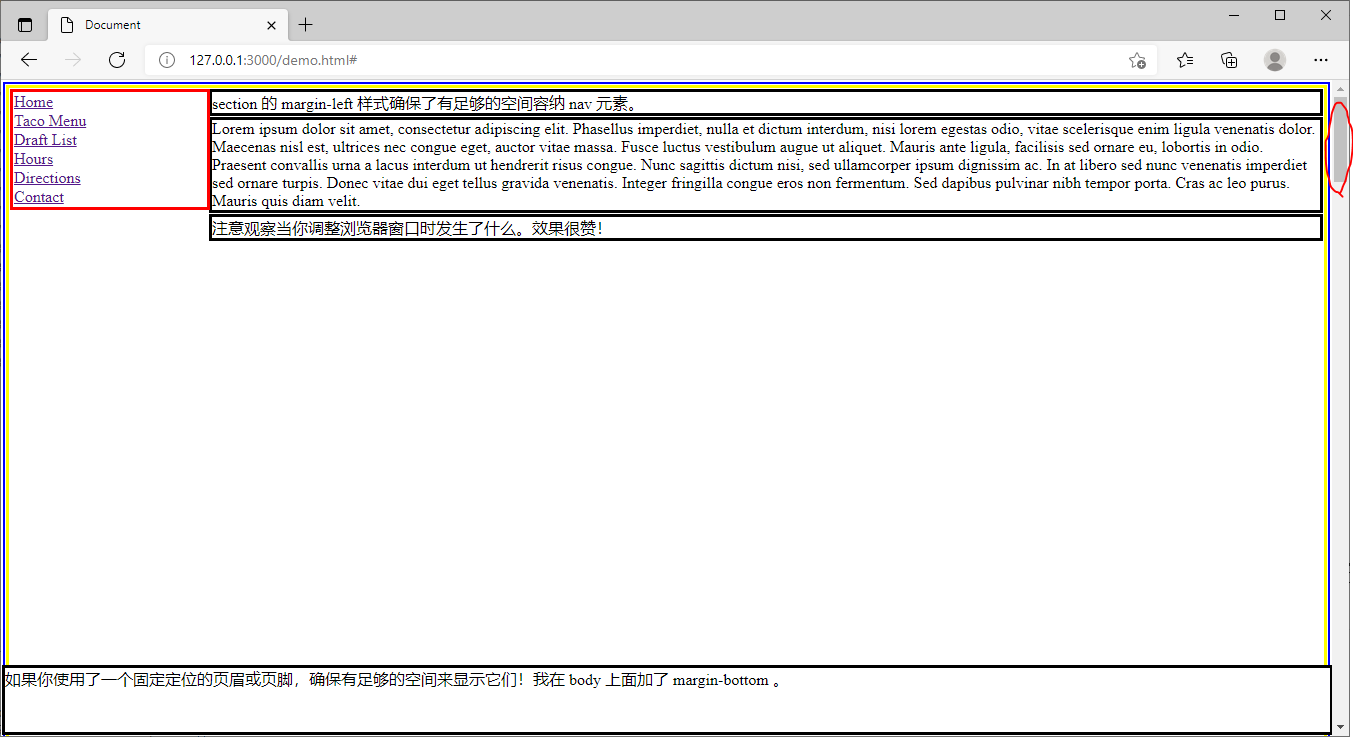 Document
127.0.0.1:3000/demo.html#
Home
Taco Menu
Draft List
Hours
Directions
Contact
section 的 margin-left 样式确保了有足够的空间容纳 nav 元素。
Lorem ipsum dolor sit amet, consectetur adipiscing elit. Phasellus imperdiet, nulla et dictum interdum, nisi lorem egestas odio, vitae scelerisque enim ligula venenatis dolor.
Maecenas nisl est, ultrices nec congue eget, auctor vitae massa. Fusce luctus vestibulum augue ut aliquet. Mauris ante ligula, facilisis sed ornare eu, lobortis in odio.
Praesent convallis urna a lacus interdum ut hendrerit risus congue. Nunc sagittis dictum nisi, sed ullamcorper ipsum dignissim ac. In at libero sed nunc venenatis imperdiet
sed ornare turpis. Donec vitae dui eget tellus gravida venenatis. Integer fringilla congue eros non fermentum. Sed dapibus pulvinar nibh tempor porta. Cras ac leo purus.
Mauris quis diam velit.
注意观察当你调整浏览器窗口时发生了什么。效果很赞！
如果你使用了一个固定定位的页眉或页脚，确保有足够的空间来显示它们！我在 body 上面加了 margin-bottom 。